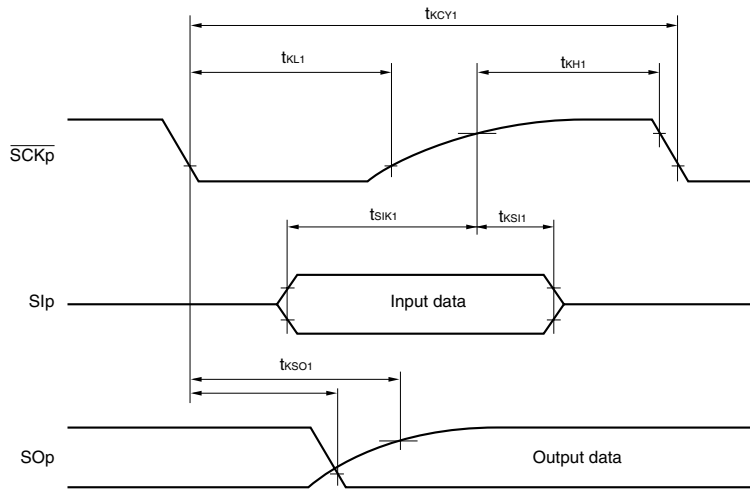 tKCY1
tKL1
tKH1
SCKp
tSIK1
tKSI1
SIp
Input data
tKSO1
SOp
Output data